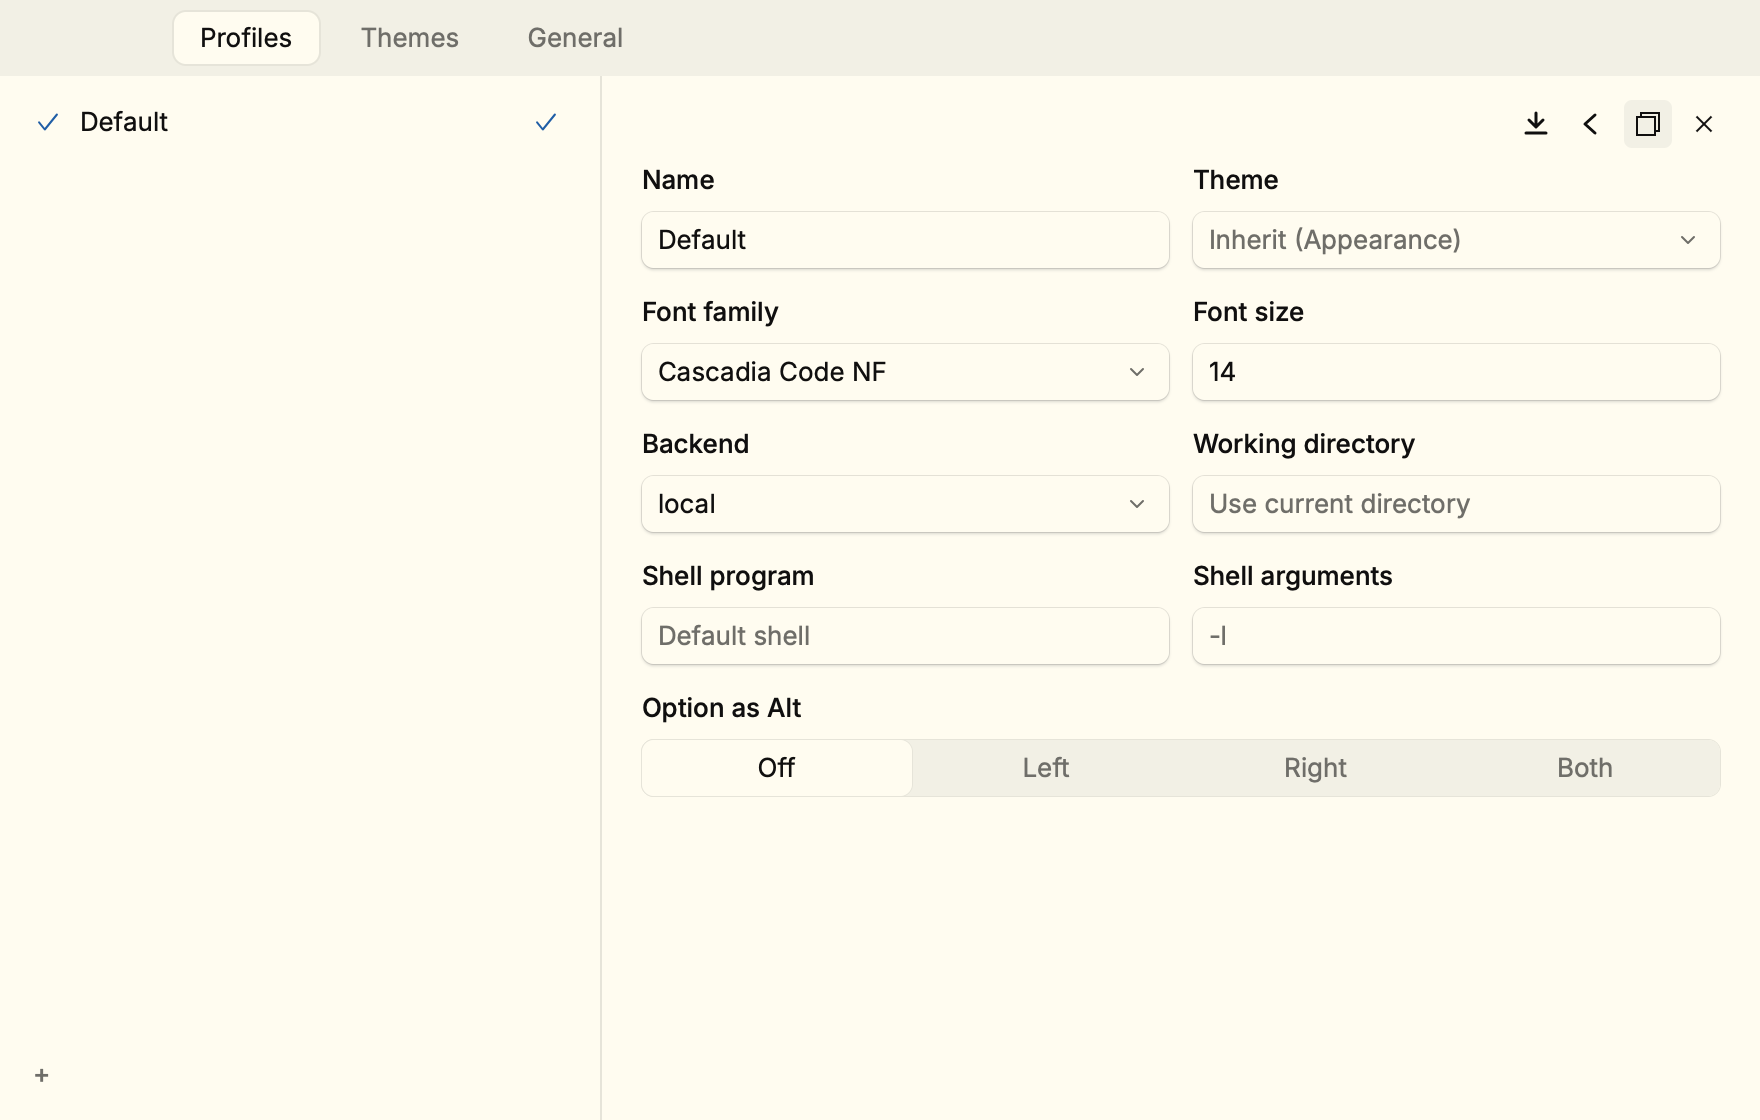 Profiles Themes General
Default
Name Theme
Default Inherit (Appearance)
Font family Font size
Cascadia Code NF 14
Backend Working directory
local Use current directory
Shell program Shell arguments
Default shell -l
Option as Alt
Off Left Right Both
+